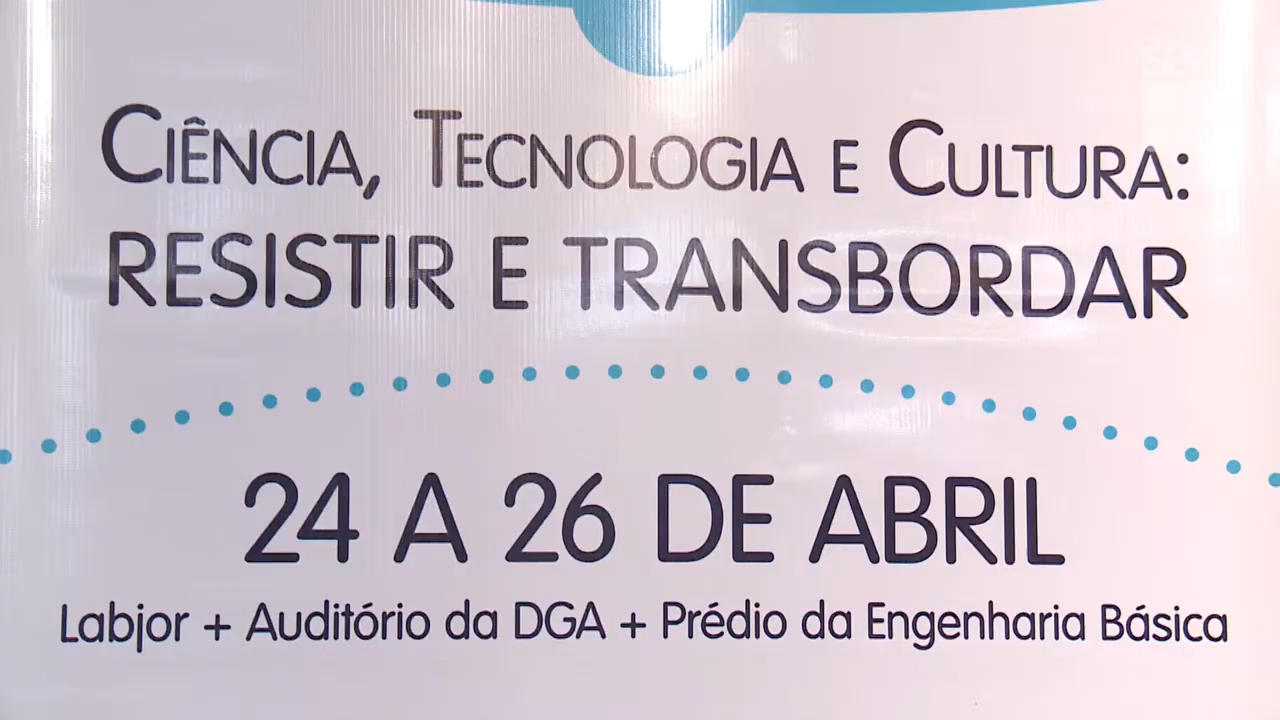 Ciência, Tecnologia e Cultura:
RESISTIR E TRANSBORDAR
24 A 26 DE ABRIL
Labjor + Auditório da DGA + Prédio da Engenharia Básica